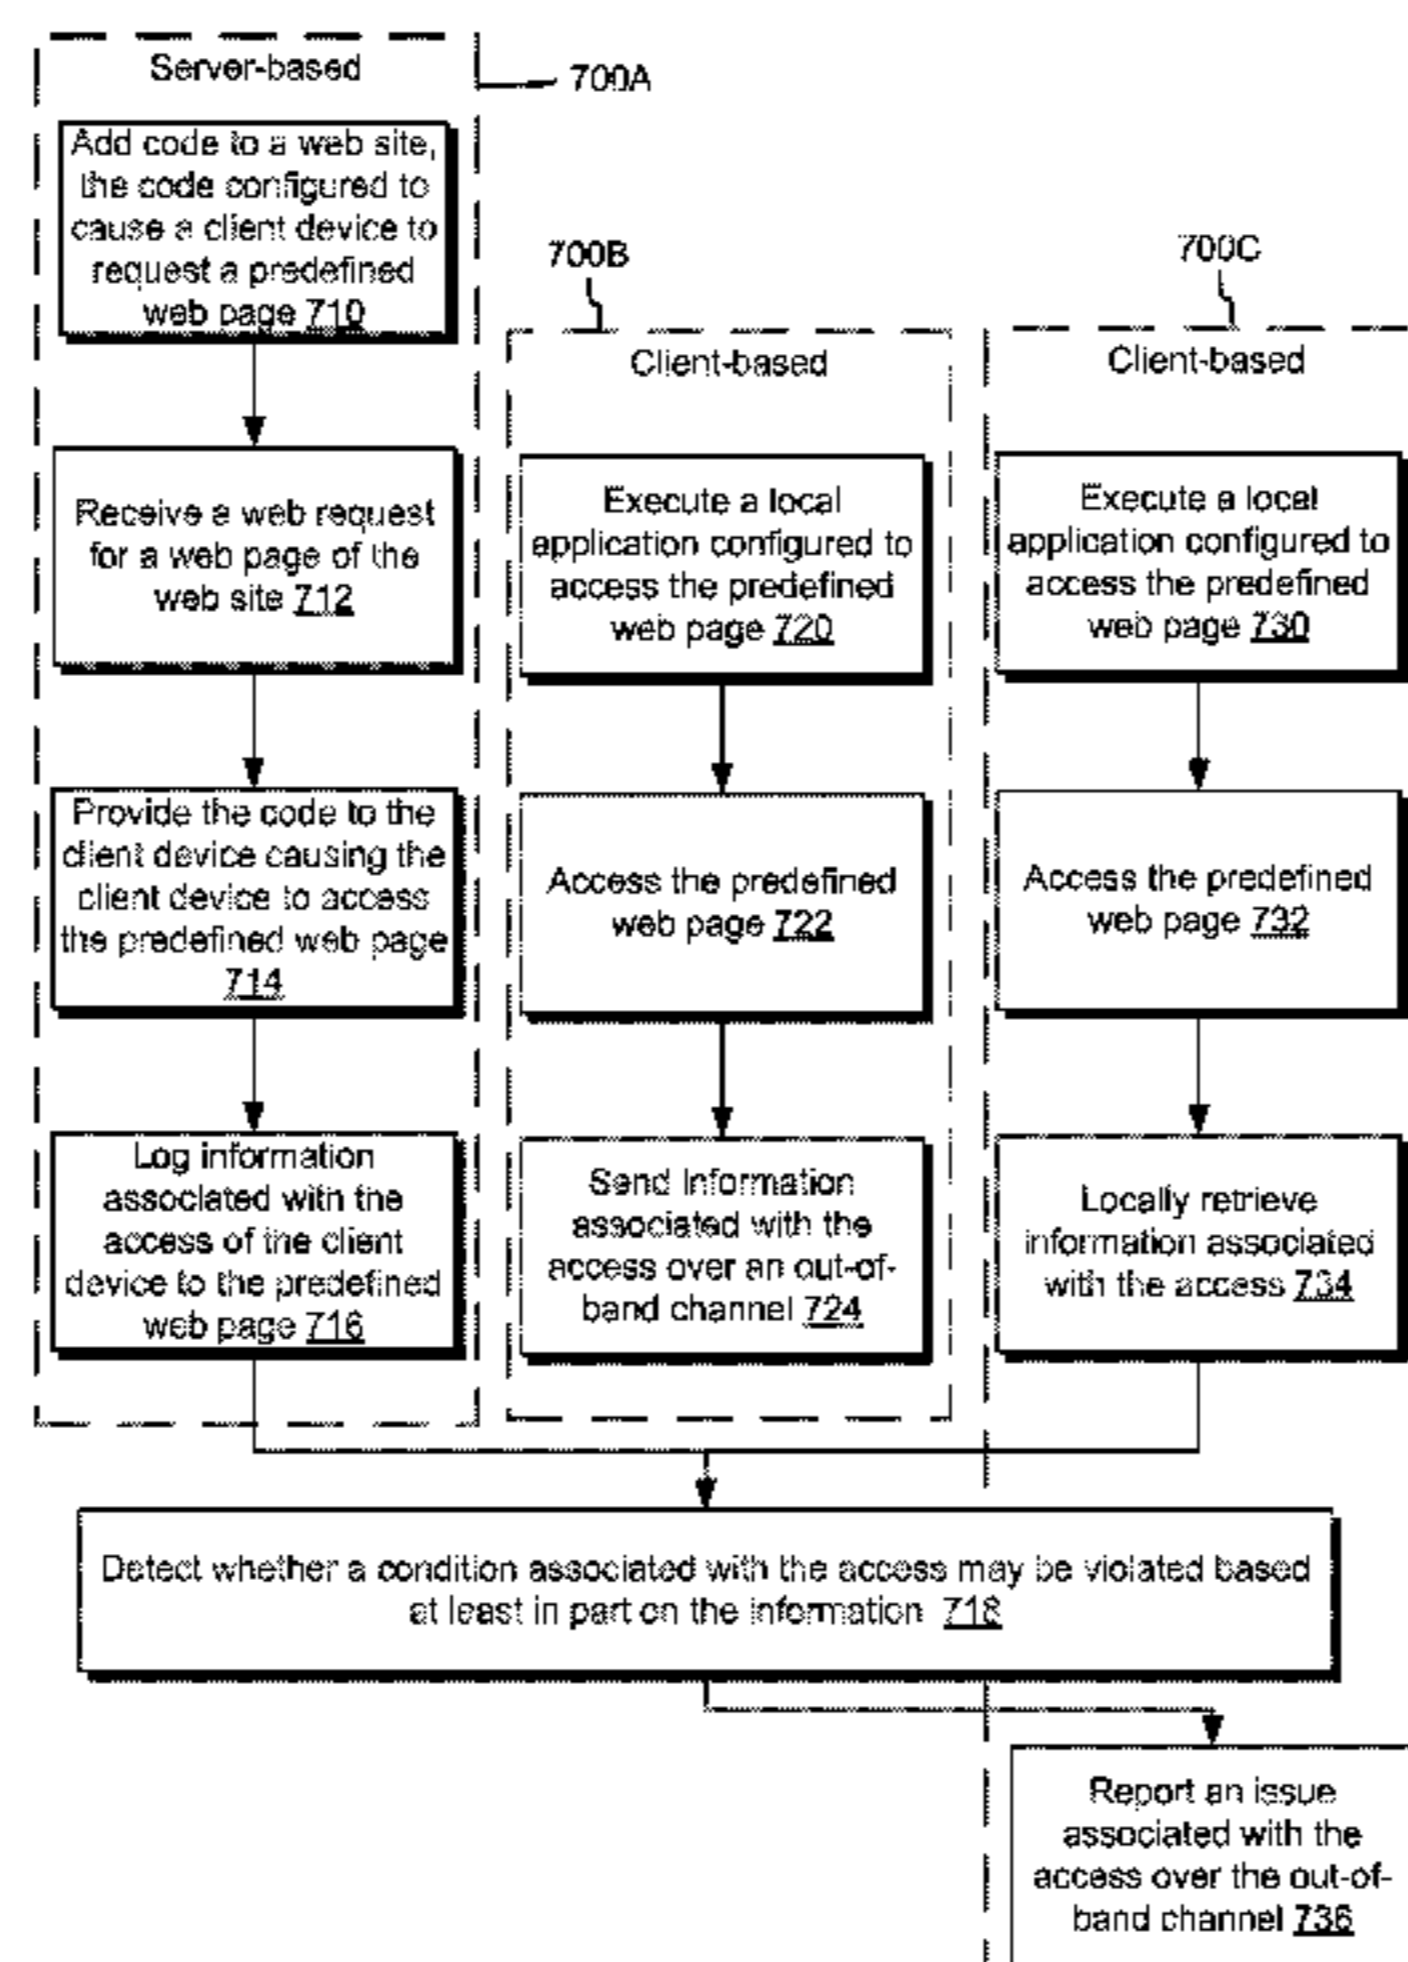 Server-based
700A
Add code to a web site,
the code configured to
cause a client device to
request a predefined
web page 710
Receive a web request
for a web page of the
web site 712
Provide the code to the
client device causing the
client device to access
the predefined web page
714
Log information
associated with the
access of the client
device to the predefined
web page 716
700B
Client-based
Execute a local
application configured to
access the predefined
web page 720
Access the predefined
web page 722
Send information
associated with the
access over an out-of-
band channel 724
700C
Client-based
Execute a local
application configured to
access the predefined
web page 730
Access the predefined
web page 732
Locally retrieve
information associated
with the access 734
Detect whether a condition associated with the access may be violated based
at least in part on the information 718
Report an issue
associated with the
access over the out-of-
band channel 736